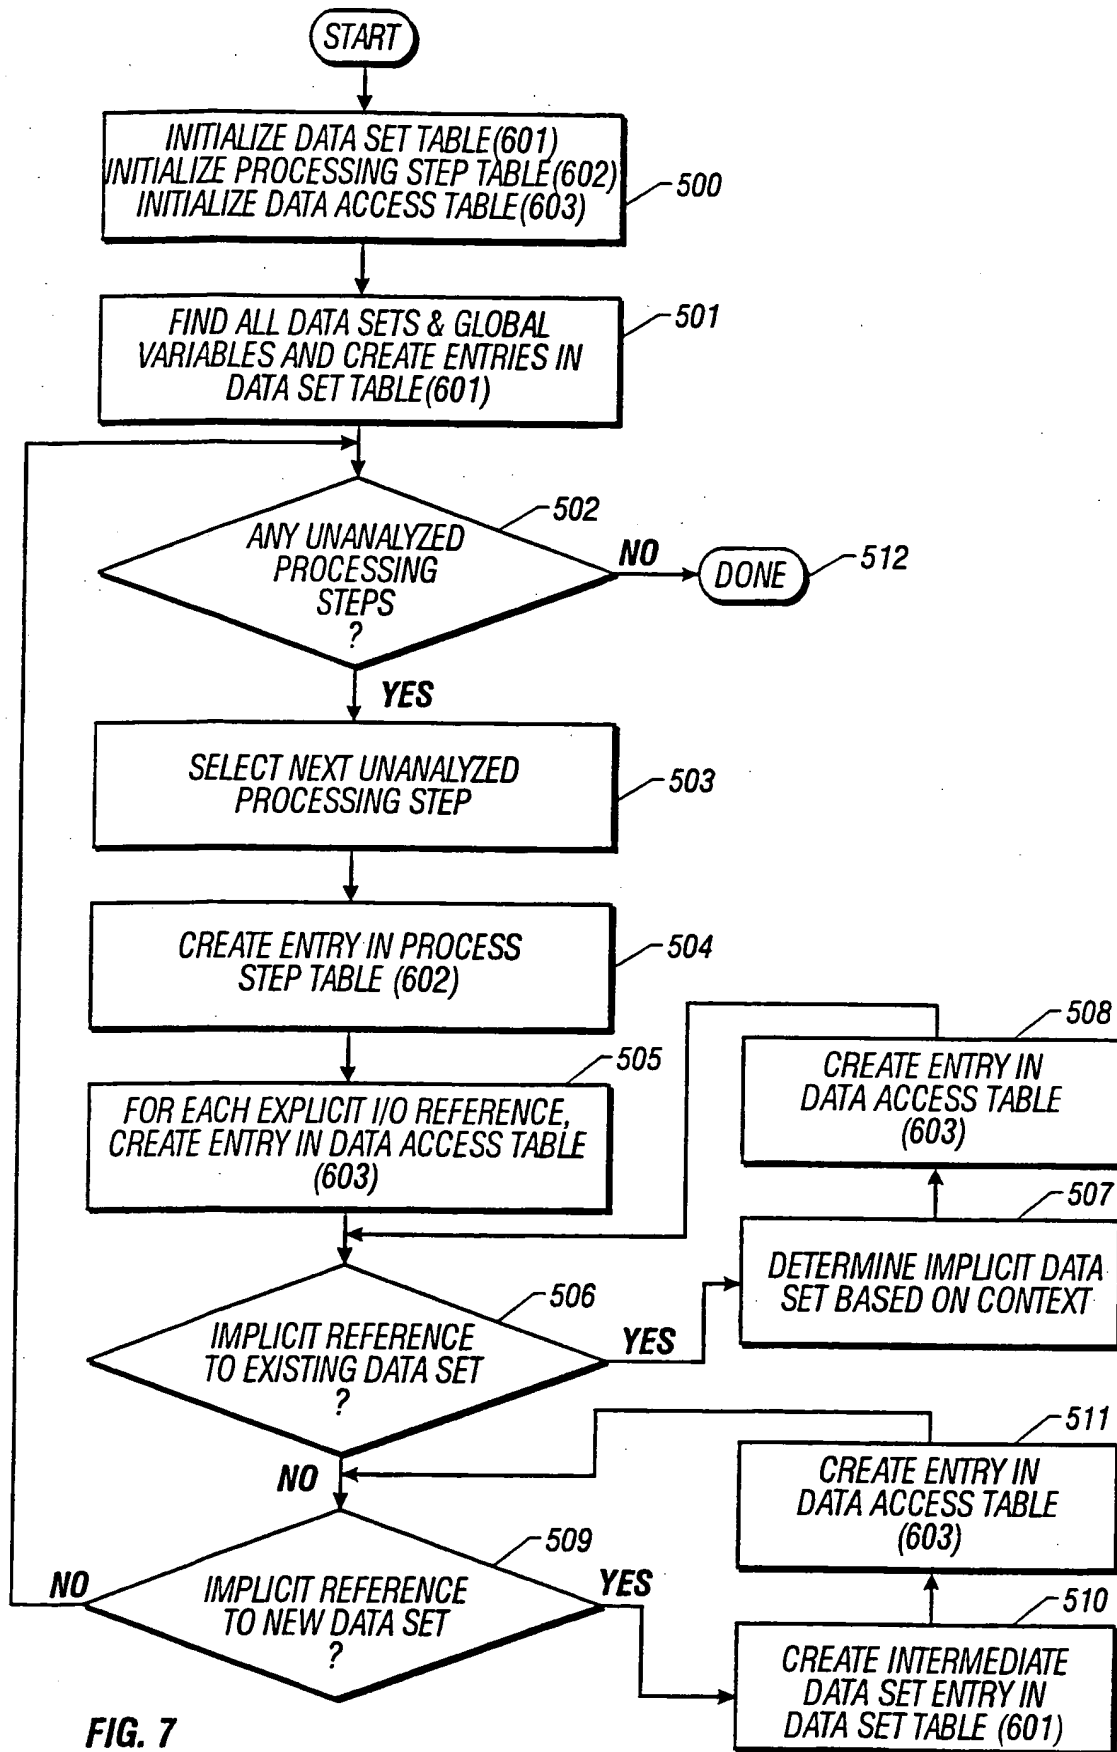 START
INITIALIZE DATA SET TABLE(601)
INITIALIZE PROCESSING STEP TABLE(602)
INITIALIZE DATA ACCESS TABLE(603)
500
FIND ALL DATA SETS & GLOBAL
VARIABLES AND CREATE ENTRIES IN
DATA SET TABLE(601)
501
ANY UNANALYZED
PROCESSING
STEPS
?
502
NO
DONE
512
YES
SELECT NEXT UNANALYZED
PROCESSING STEP
503
CREATE ENTRY IN PROCESS
STEP TABLE (602)
504
FOR EACH EXPLICIT I/O REFERENCE,
CREATE ENTRY IN DATA ACCESS TABLE
(603)
505
IMPLICIT REFERENCE
TO EXISTING DATA SET
?
506
YES
DETERMINE IMPLICIT DATA
SET BASED ON CONTEXT
507
CREATE ENTRY IN
DATA ACCESS TABLE
(603)
508
NO
IMPLICIT REFERENCE
TO NEW DATA SET
?
509
NO
YES
CREATE INTERMEDIATE
DATA SET ENTRY IN
DATA SET TABLE (601)
510
CREATE ENTRY IN
DATA ACCESS TABLE
(603)
511
FIG. 7